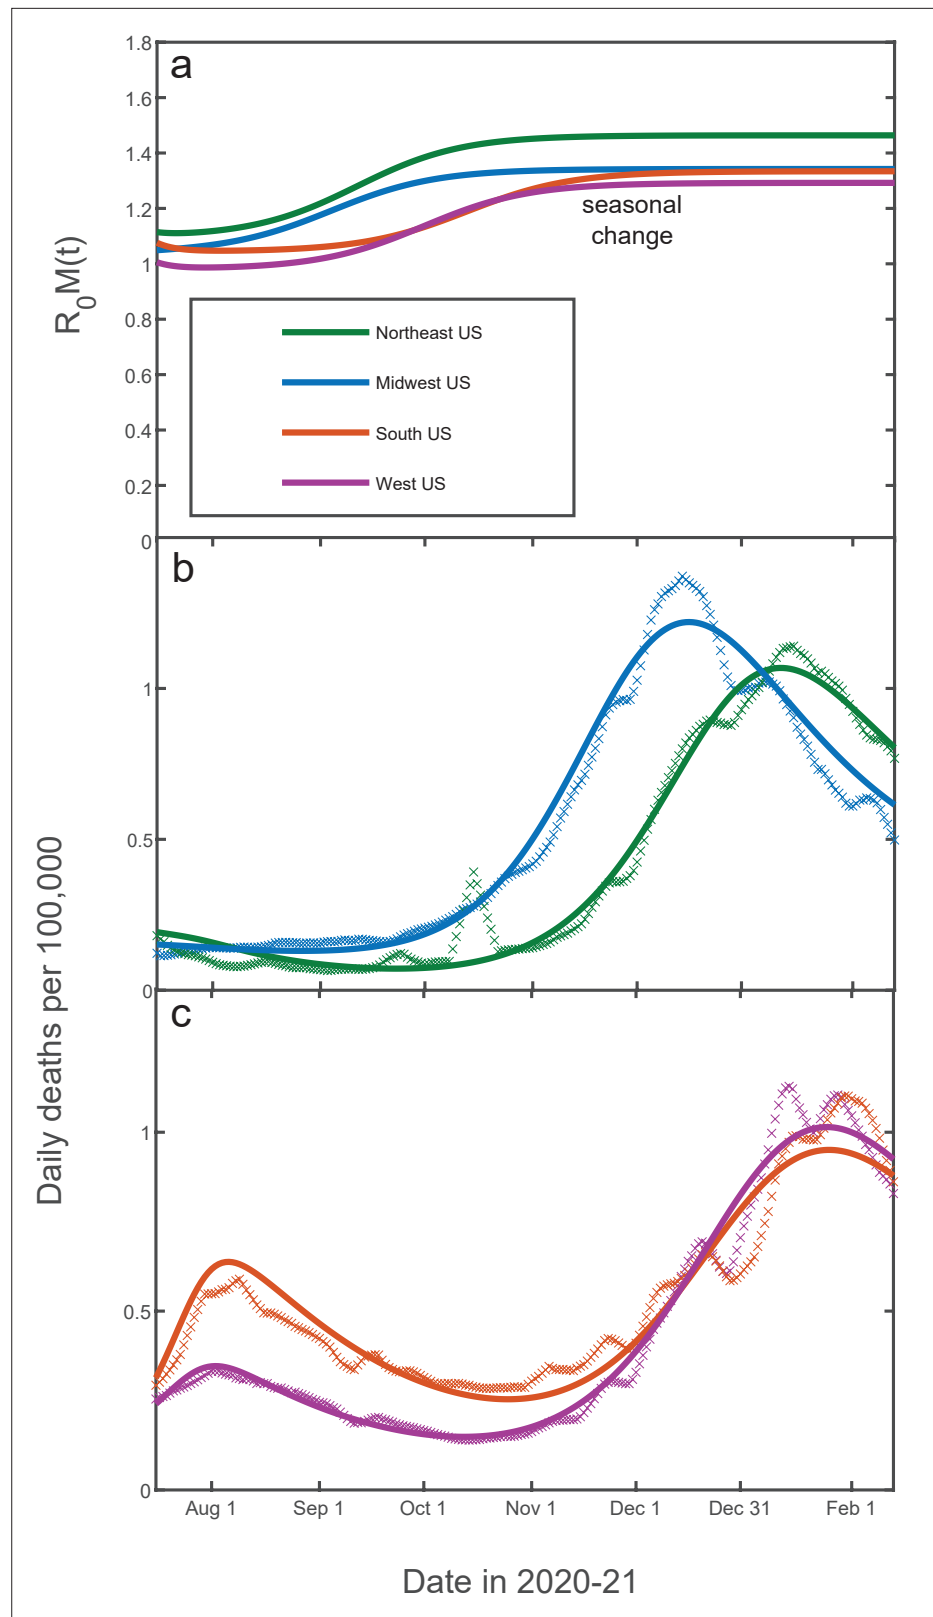 a
1.8
1.6
1.4
1.2
1
0.8
0.6
0.4
0.2
0
R0M(t)
seasonal
change
Northeast US
Midwest US
South US
West US
b
1
0.5
0
Daily deaths per 100,000
c
1
0.5
0
Aug 1 Sep 1 Oct 1 Nov 1 Dec 1 Dec 31 Feb 1
Date in 2020-21